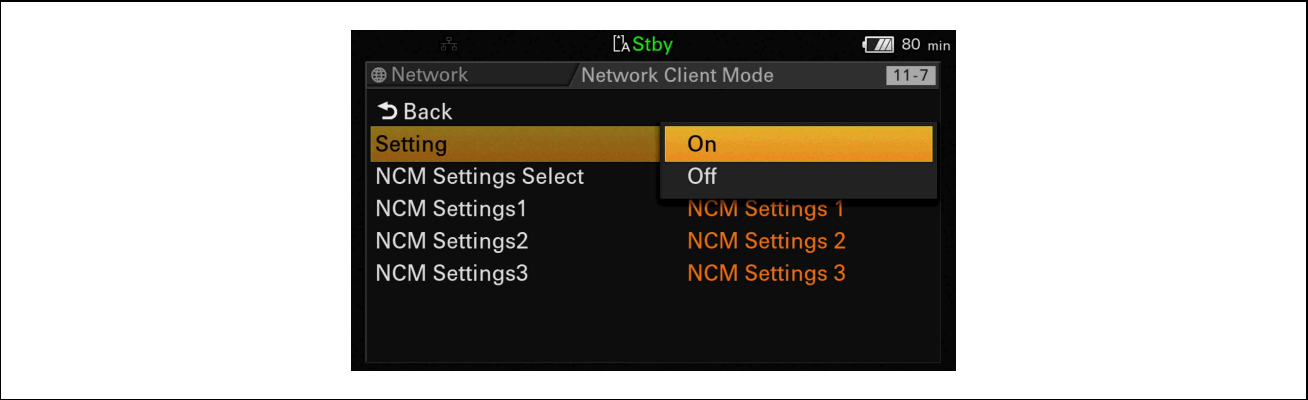 A Stby 80 min
Network Network Client Mode 11-7
Back
Setting On
NCM Settings Select Off
NCM Settings1 NCM Settings 1
NCM Settings2 NCM Settings 2
NCM Settings3 NCM Settings 3